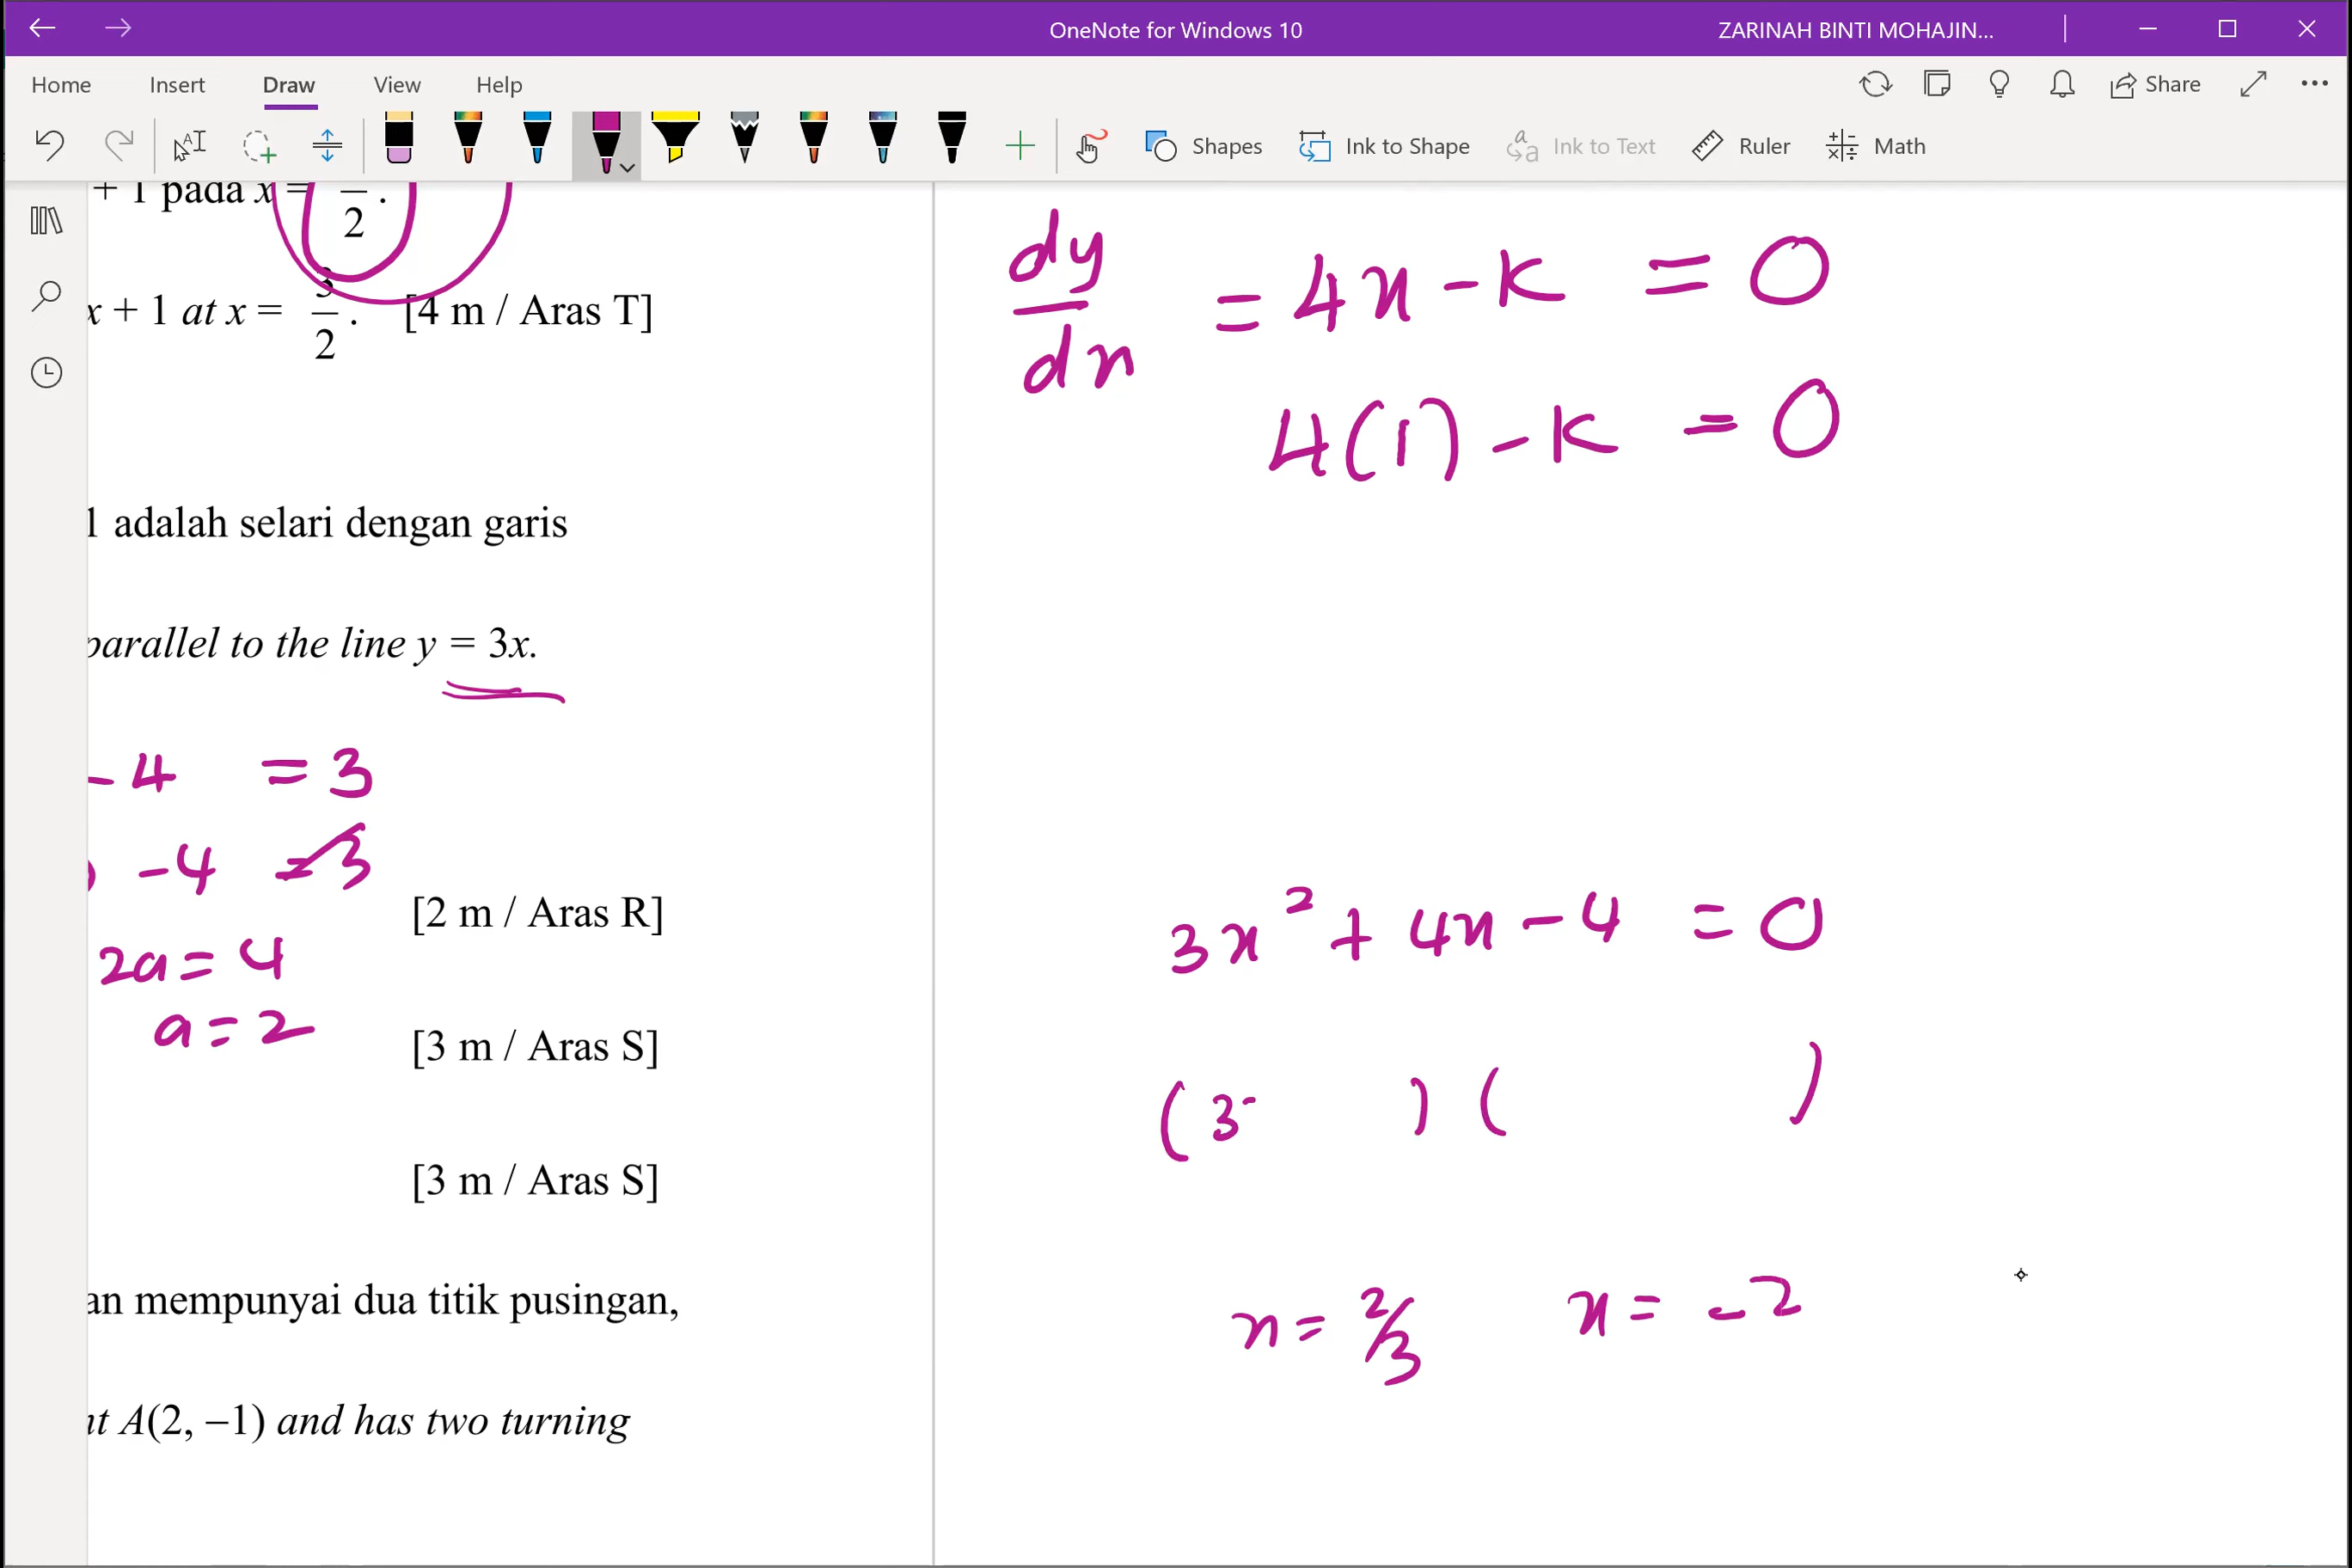 OneNote for Windows 10
ZARINAH BINTI MOHAJIN...
Home Insert Draw View Help
Share
Shapes Ink to Shape Ink to Text Ruler Math
+ 1 pada x = — 2 .
x + 1 at x = 3/2 . [4 m / Aras T]
1 adalah selari dengan garis
parallel to the line y = 3x.
- 4 = 3
) - 4 = 3
[2 m / Aras R]
2a = 4
a = 2
[3 m / Aras S]
[3 m / Aras S]
an mempunyai dua titik pusingan,
nt A(2, −1) and has two turning
dy/dx = 4x - k = 0
4(1) - k = 0
3x² + 4x - 4 = 0
(3 ) ( )
x = 2/3 x = -2